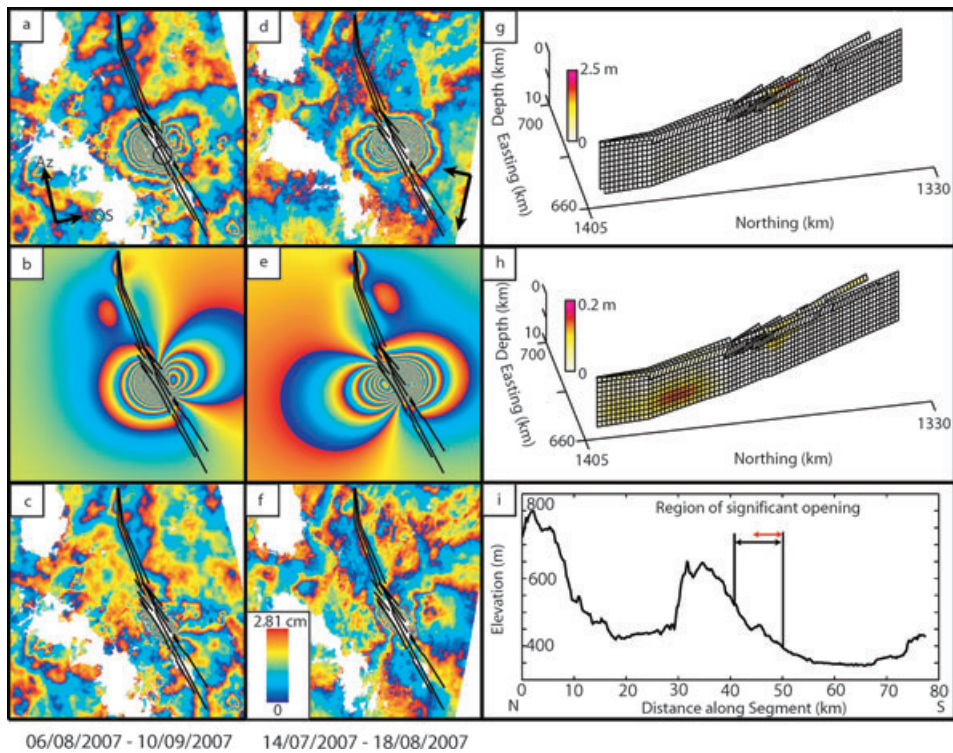 a
Az
LOS
d
g
0
10
Depth (km)
2.5 m
0
700
Easting (km)
660
1405
Northing (km)
1330
b
e
h
0
10
Depth (km)
0.2 m
0
700
Easting (km)
660
1405
Northing (km)
1330
c
f
2.81 cm
0
i
800
600
400
Elevation (m)
Region of significant opening
0 10 20 30 40 50 60 70 80
N Distance along Segment (km) S
06/08/2007 - 10/09/2007
14/07/2007 - 18/08/2007